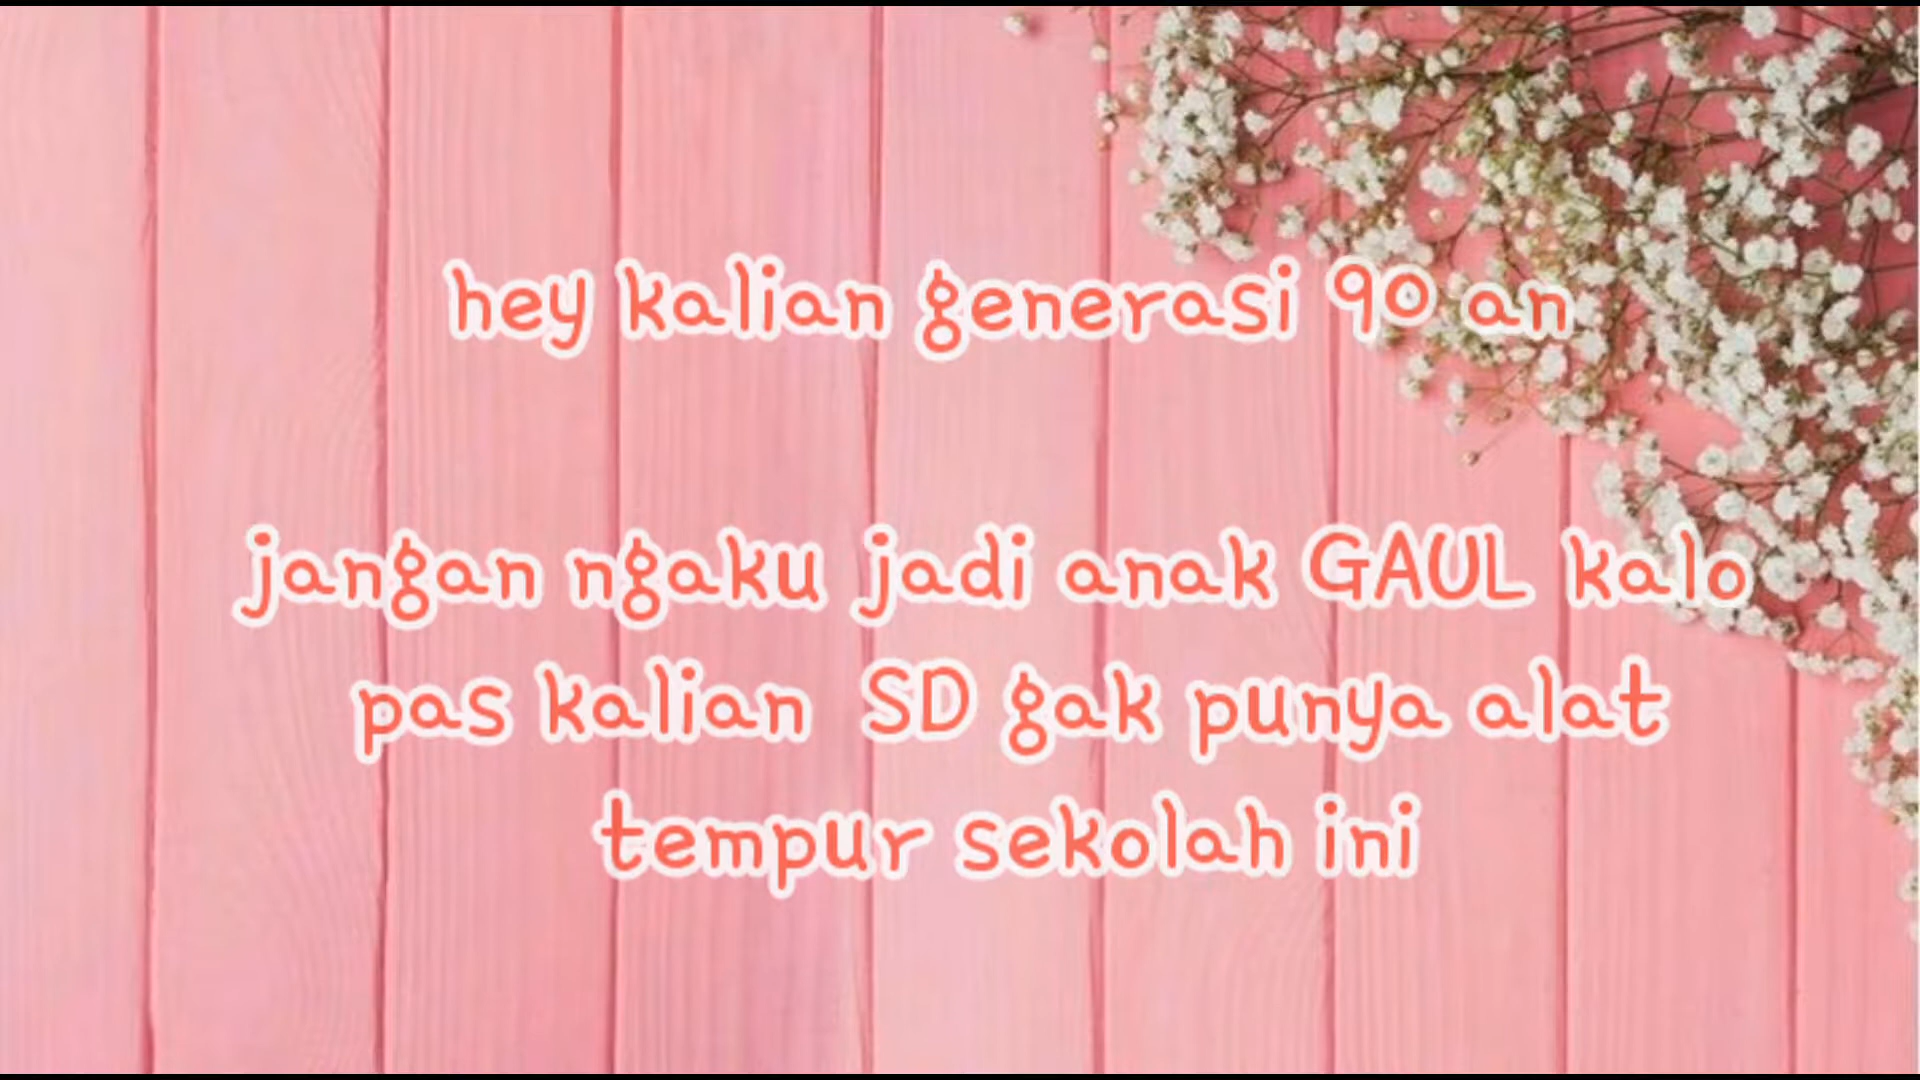 hey kalian generasi 90 an
jangan ngaku jadi anak GAUL kalo
pas kalian SD gak punya alat
tempur sekolah ini